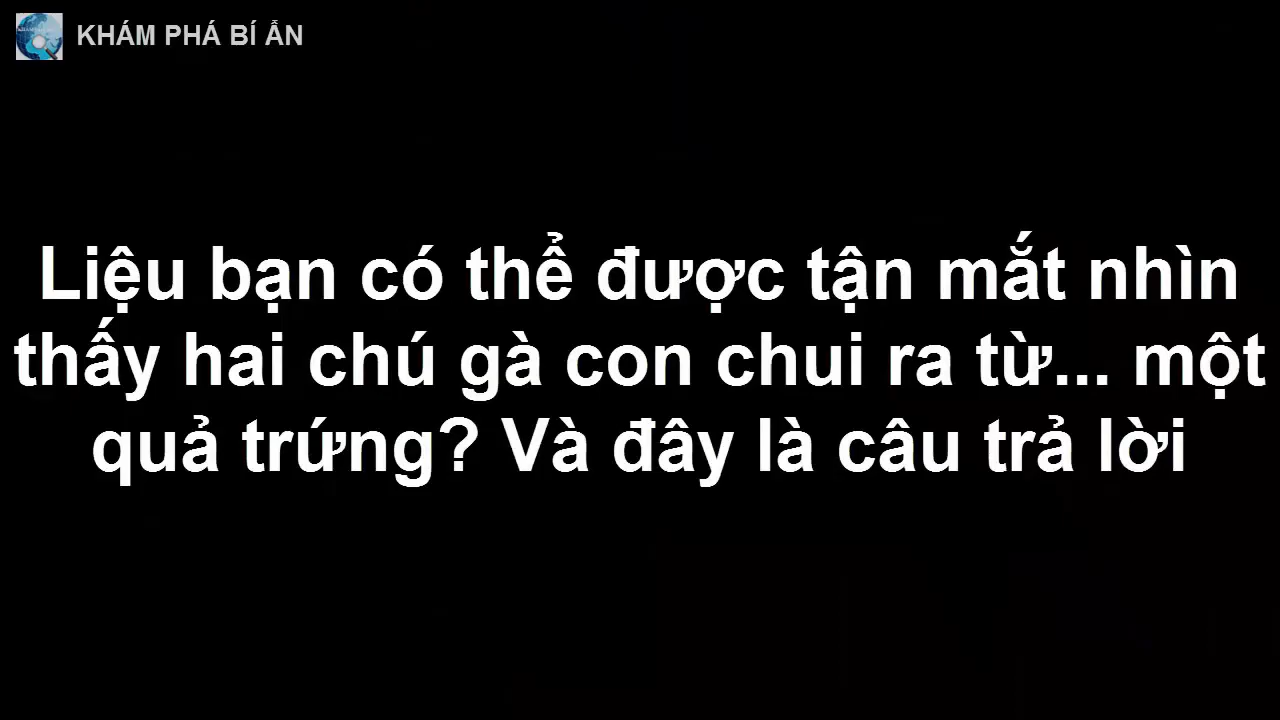 KHÁM PHÁ BÍ ẨN
Liệu bạn có thể được tận mắt nhìn
thấy hai chú gà con chui ra từ... một
quả trứng? Và đây là câu trả lời